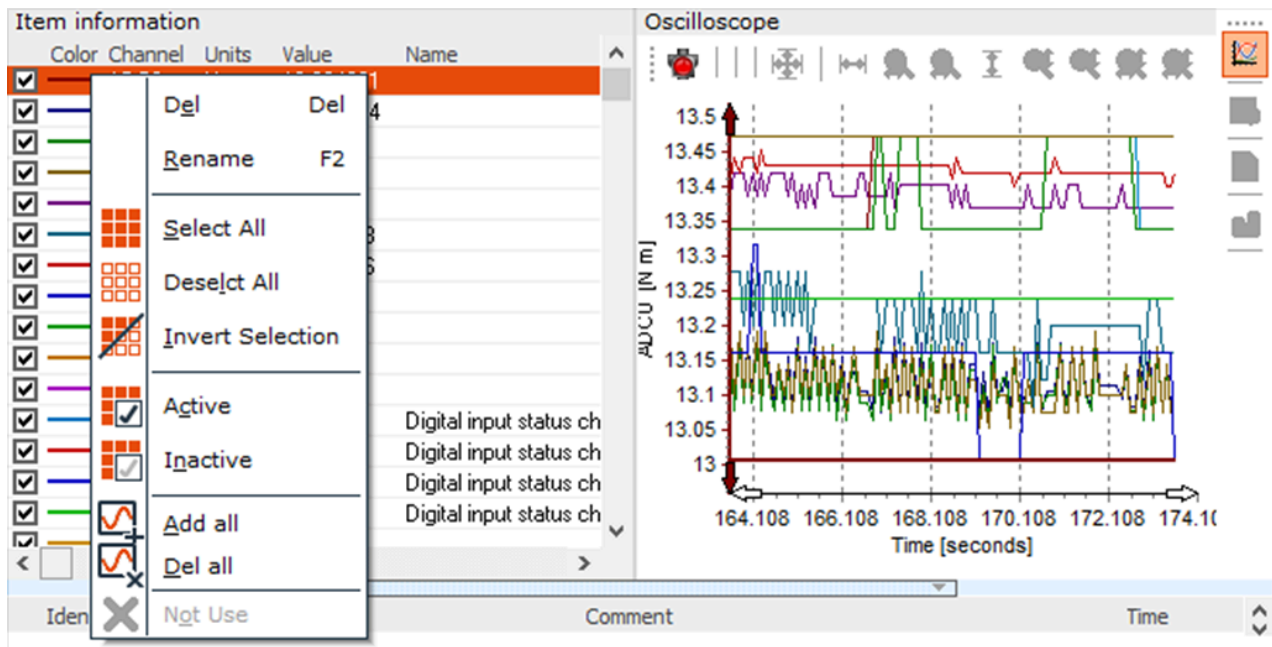 Item information
Color Channel Units Value Name
Del Del
4
Rename F2
Select All
Deselct All
Invert Selection
Active
Inactive
Add all
Del all
Not Use
Digital input status ch
Digital input status ch
Digital input status ch
Digital input status ch
Oscilloscope
ADCU [N m]
13.5
13.45
13.4
13.35
13.3
13.25
13.2
13.15
13.1
13.05
13
164.108 166.108 168.108 170.108 172.108 174.1
Time [seconds]
Iden Comment Time